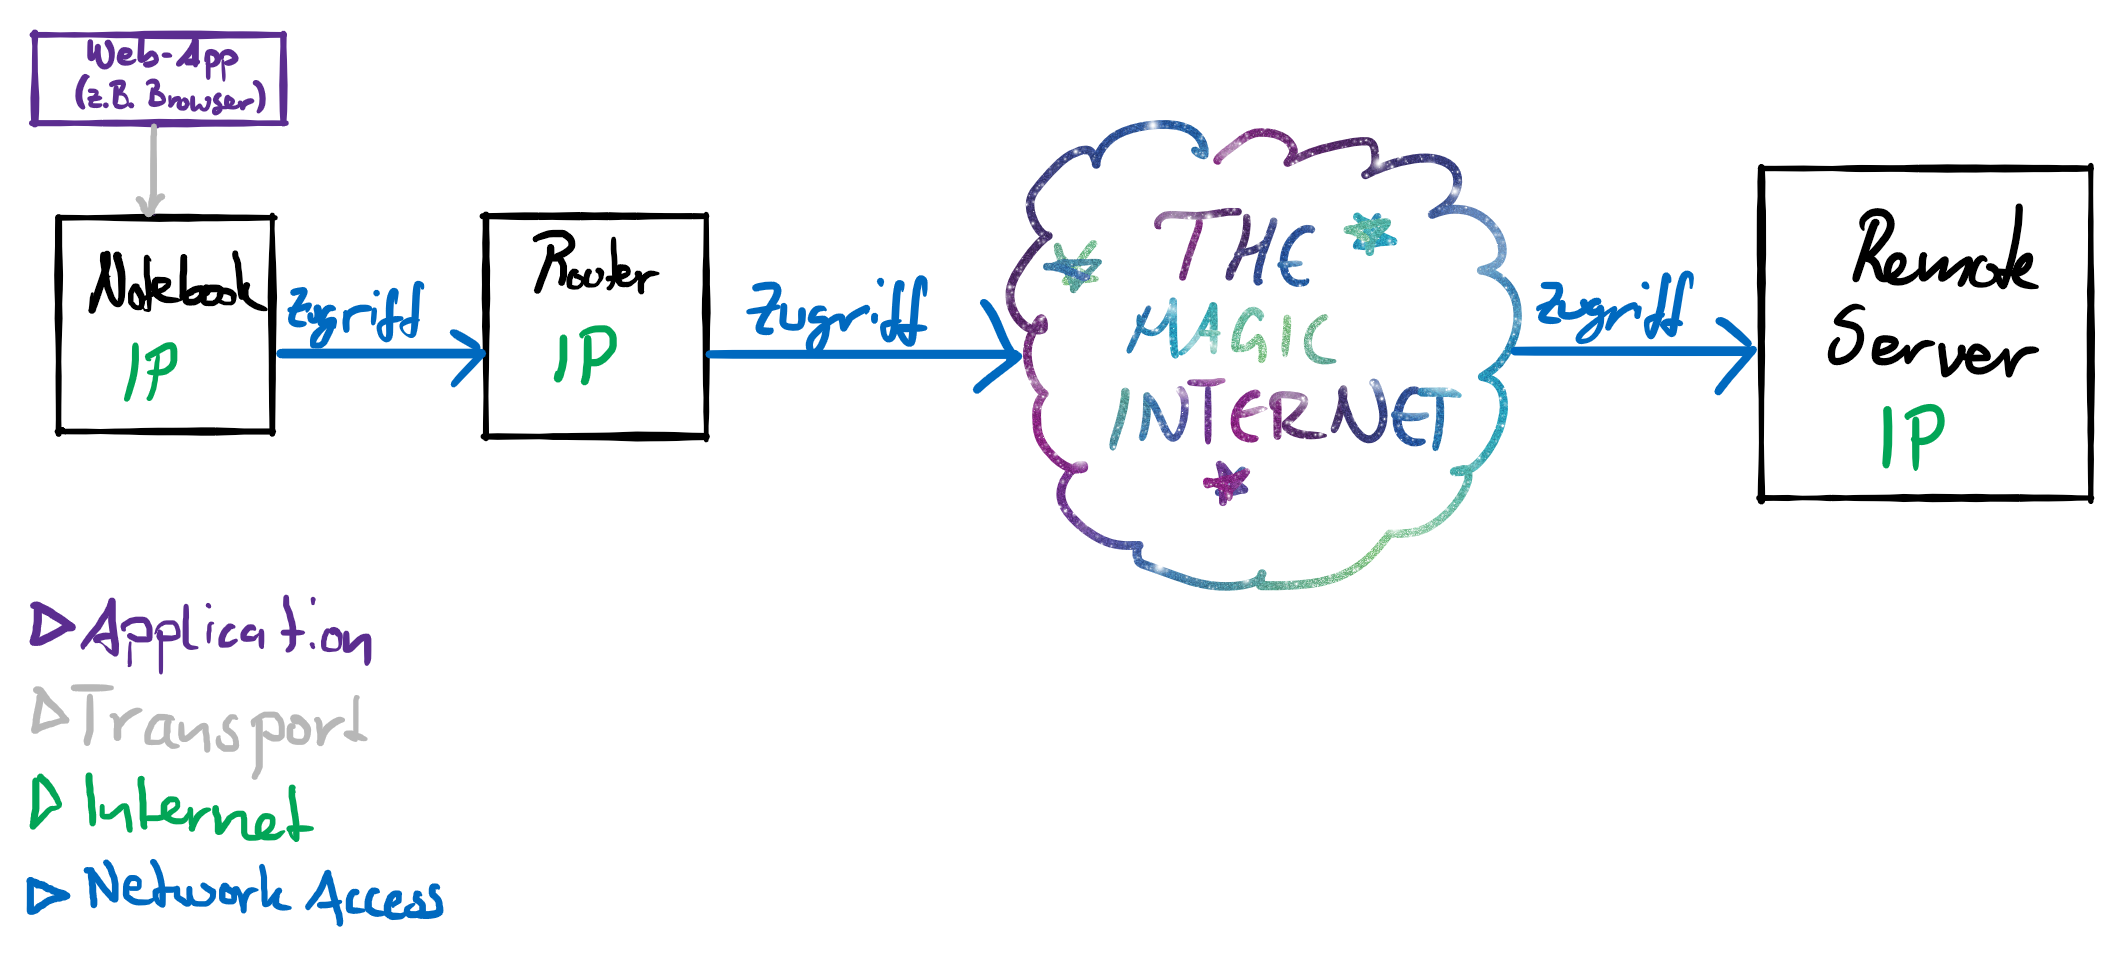 Web-App
(z.B. Browser)
Notebook
IP
Zugriff
Router
IP
Zugriff
THE
MAGIC
INTERNET
Zugriff
Remote
Server
IP
Application
Transport
Internet
Network Access